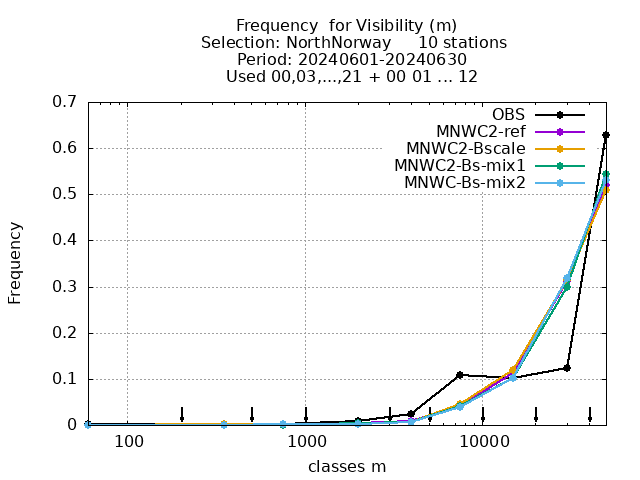 Frequency  for Visibility (m)
Selection: NorthNorway     10 stations
Period: 20240601-20240630
Used 00,03,...,21 + 00 01 ... 12
0.7
0.6
0.5
0.4
0.3
0.2
0.1
0
Frequency
OBS
MNWC2-ref
MNWC2-Bscale
MNWC2-Bs-mix1
MNWC-Bs-mix2
100
1000
10000
classes m